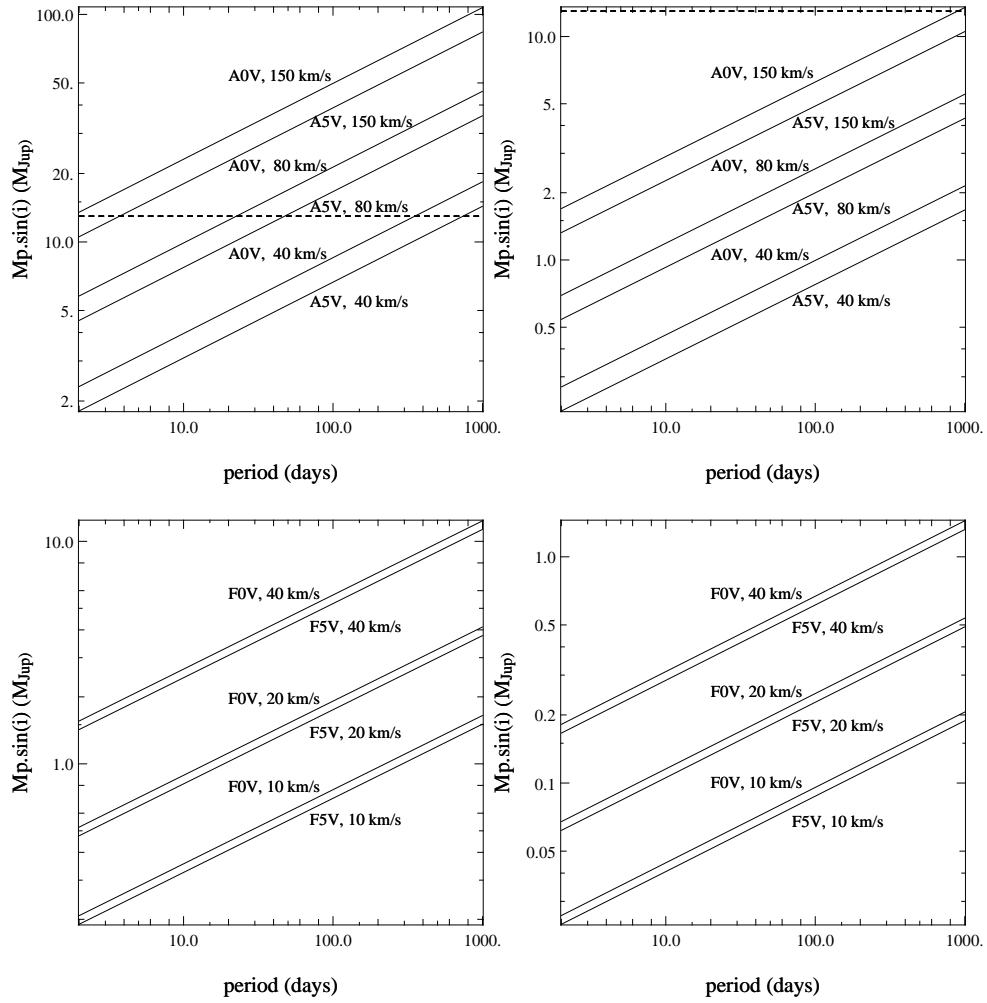 100.0
50.
20.
10.0
5.
2.
Mp.sin(i) (MJup)
A0V, 150 km/s
A5V, 150 km/s
A0V, 80 km/s
A5V, 80 km/s
A0V, 40 km/s
A5V, 40 km/s
10.0 100.0 1000.
period (days)
10.0
5.
2.
1.0
0.5
Mp.sin(i) (MJup)
A0V, 150 km/s
A5V, 150 km/s
A0V, 80 km/s
A5V, 80 km/s
A0V, 40 km/s
A5V, 40 km/s
10.0 100.0 1000.
period (days)
10.0
1.0
Mp.sin(i) (MJup)
F0V, 40 km/s
F5V, 40 km/s
F0V, 20 km/s
F5V, 20 km/s
F0V, 10 km/s
F5V, 10 km/s
10.0 100.0 1000.
period (days)
1.0
0.5
0.2
0.1
0.05
Mp.sin(i) (MJup)
F0V, 40 km/s
F5V, 40 km/s
F0V, 20 km/s
F5V, 20 km/s
F0V, 10 km/s
F5V, 10 km/s
10.0 100.0 1000.
period (days)